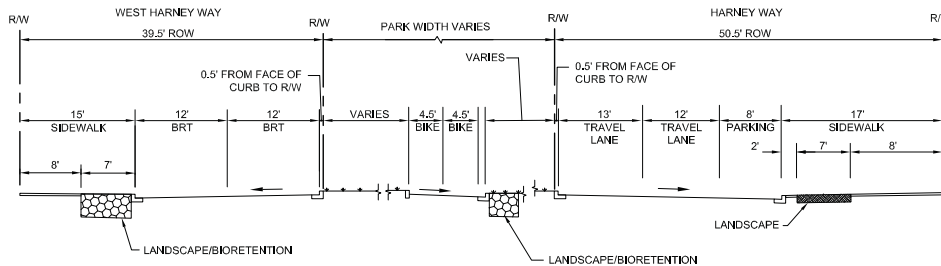 WEST HARNEY WAY
HARNEY WAY
R/W
R/W
R/W
R/W
39.5' ROW
PARK WIDTH VARIES
50.5' ROW
VARIES
0.5' FROM FACE OF
CURB TO R/W
0.5' FROM FACE OF
CURB TO R/W
15'
SIDEWALK
12'
BRT
12'
BRT
VARIES
4.5'
BIKE
4.5'
BIKE
13'
TRAVEL
LANE
12'
TRAVEL
LANE
8'
PARKING
17'
SIDEWALK
8'
7'
2'
7'
8'
LANDSCAPE
LANDSCAPE/BIORETENTION
LANDSCAPE/BIORETENTION